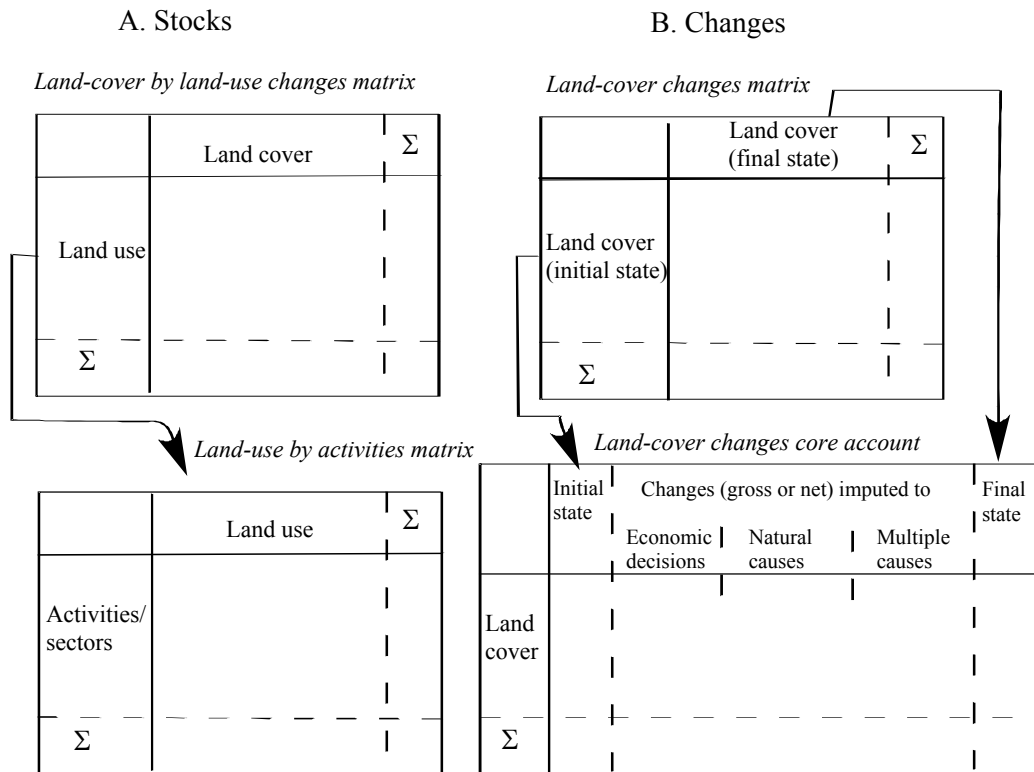 A. Stocks
Land-cover by land-use changes matrix
Land cover
Σ
Land use
Σ
Land-use by activities matrix
Land use
Σ
Activities/
sectors
Σ
B. Changes
Land-cover changes matrix
Land cover
(final state)
Σ
Land cover
(initial state)
Σ
Land-cover changes core account
Initial
state
Changes (gross or net) imputed to
Final
state
Economic
decisions
Natural
causes
Multiple
causes
Land
cover
Σ